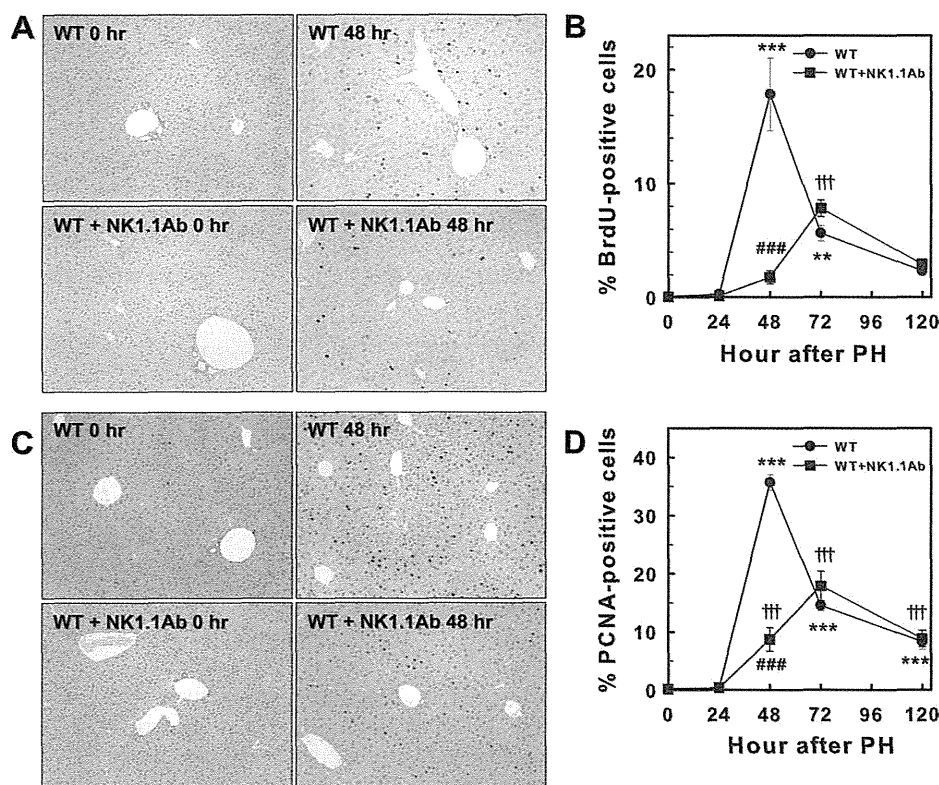 A
WT 0 hr
WT 48 hr
WT + NK1.1Ab 0 hr
WT + NK1.1Ab 48 hr
B
% BrdU-positive cells
20
10
0
***
WT
WT+NK1.1Ab
†††
###
**
0 24 48 72 96 120
Hour after PH
C
WT 0 hr
WT 48 hr
WT + NK1.1Ab 0 hr
WT + NK1.1Ab 48 hr
D
% PCNA-positive cells
40
30
20
10
0
***
WT
WT+NK1.1Ab
†††
††† †††
***
###
***
0 24 48 72 96 120
Hour after PH